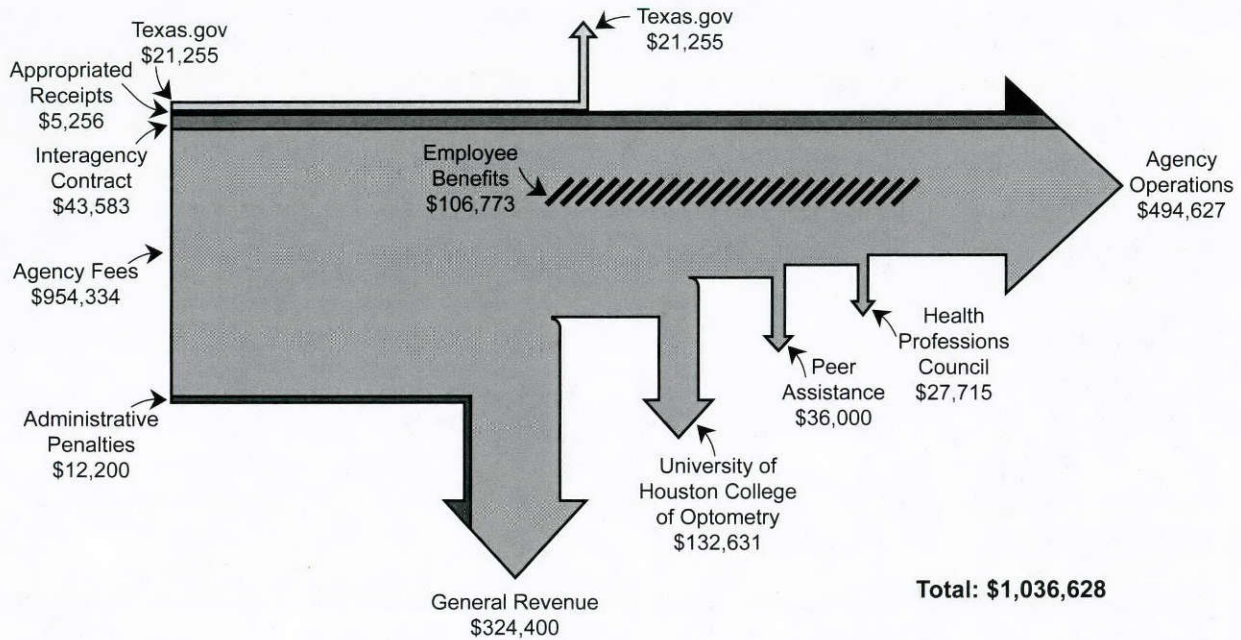 Texas.gov
$21,255
Appropriated
Receipts
$5,256
Interagency
Contract
$43,583
Agency Fees
$954,334
Administrative
Penalties
$12,200
Texas.gov
$21,255
Employee
Benefits
$106,773
Agency
Operations
$494,627
Health
Professions
Council
$27,715
Peer
Assistance
$36,000
University of
Houston College
of Optometry
$132,631
General Revenue
$324,400
Total: $1,036,628